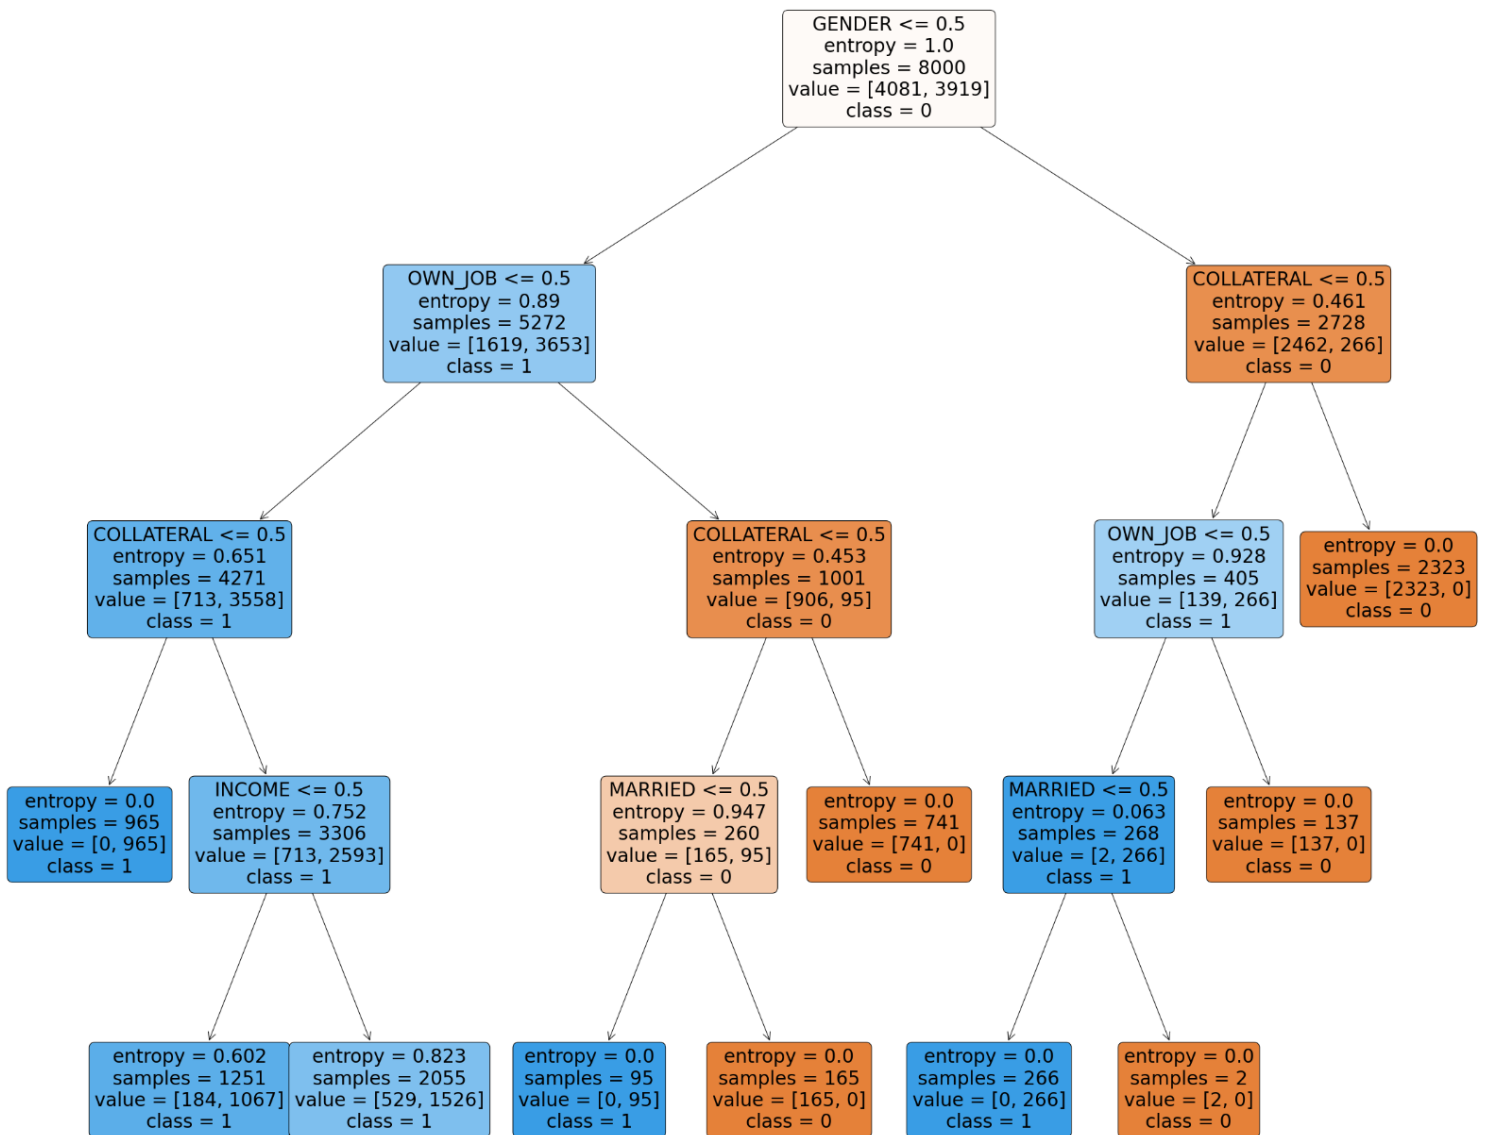 GENDER <= 0.5
entropy = 1.0
samples = 8000
value = [4081, 3919]
class = 0
OWN_JOB <= 0.5
entropy = 0.89
samples = 5272
value = [1619, 3653]
class = 1
COLLATERAL <= 0.5
entropy = 0.461
samples = 2728
value = [2462, 266]
class = 0
COLLATERAL <= 0.5
entropy = 0.651
samples = 4271
value = [713, 3558]
class = 1
COLLATERAL <= 0.5
entropy = 0.453
samples = 1001
value = [906, 95]
class = 0
OWN_JOB <= 0.5
entropy = 0.928
samples = 405
value = [139, 266]
class = 1
entropy = 0.0
samples = 2323
value = [2323, 0]
class = 0
entropy = 0.0
samples = 965
value = [0, 965]
class = 1
INCOME <= 0.5
entropy = 0.752
samples = 3306
value = [713, 2593]
class = 1
MARRIED <= 0.5
entropy = 0.947
samples = 260
value = [165, 95]
class = 0
entropy = 0.0
samples = 741
value = [741, 0]
class = 0
MARRIED <= 0.5
entropy = 0.063
samples = 268
value = [2, 266]
class = 1
entropy = 0.0
samples = 137
value = [137, 0]
class = 0
entropy = 0.602
samples = 1251
value = [184, 1067]
class = 1
entropy = 0.823
samples = 2055
value = [529, 1526]
class = 1
entropy = 0.0
samples = 95
value = [0, 95]
class = 1
entropy = 0.0
samples = 165
value = [165, 0]
class = 0
entropy = 0.0
samples = 266
value = [0, 266]
class = 1
entropy = 0.0
samples = 2
value = [2, 0]
class = 0